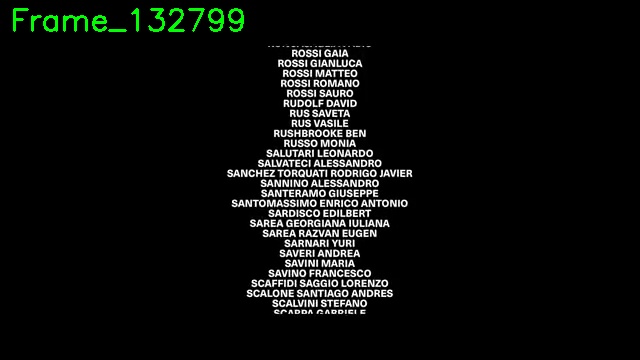 Frame_132799
ROSSI GAIA
ROSSI GIANLUCA
ROSSI MATTEO
ROSSI ROMANO
ROSSI SAURO
RUDOLF DAVID
RUS SAVETA
RUS VASILE
RUSHBROOKE BEN
RUSSO MONIA
SALUTARI LEONARDO
SALVATECI ALESSANDRO
SANCHEZ TORQUATI RODRIGO JAVIER
SANNINO ALESSANDRO
SANTERAMO GIUSEPPE
SANTOMASSIMO ENRICO ANTONIO
SARDISCO EDILBERT
SAREA GEORGIANA IULIANA
SAREA RAZVAN EUGEN
SARNARI YURI
SAVERI ANDREA
SAVINI MARIA
SAVINO FRANCESCO
SCAFFIDI SAGGIO LORENZO
SCALONE SANTIAGO ANDRES
SCALVINI STEFANO
SCARPA GABRIELE